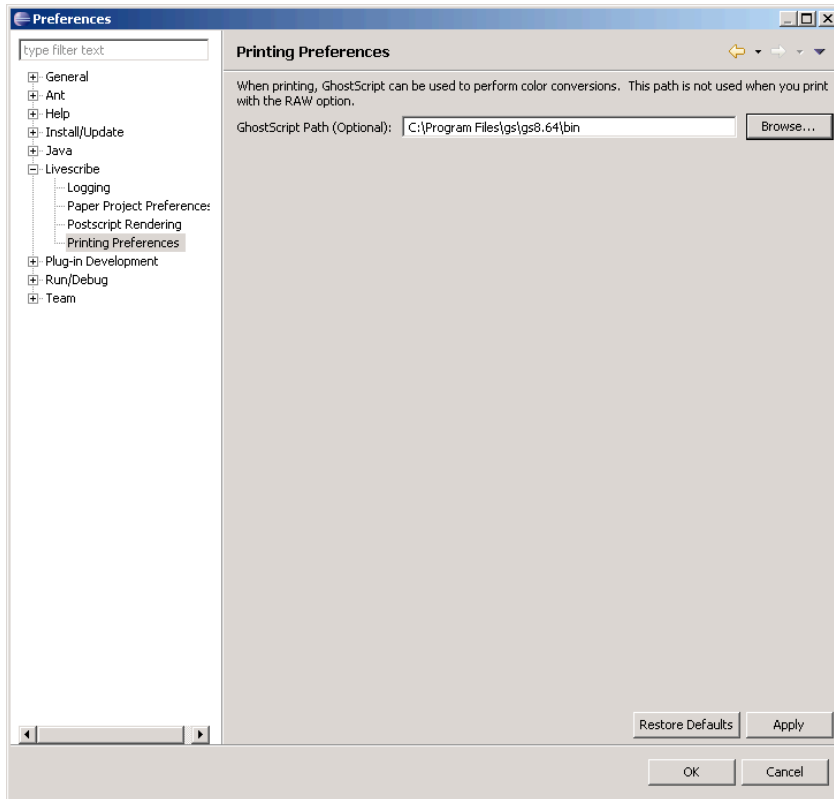 Preferences
type filter text
General
Ant
Help
Install/Update
Java
Livescribe
Logging
Paper Project Preferences
Postscript Rendering
Printing Preferences
Plug-in Development
Run/Debug
Team
Printing Preferences
When printing, GhostScript can be used to perform color conversions. This path is not used when you print
with the RAW option.
GhostScript Path (Optional): C:\Program Files\gs\gs8.64\bin Browse...
Restore Defaults Apply
OK Cancel